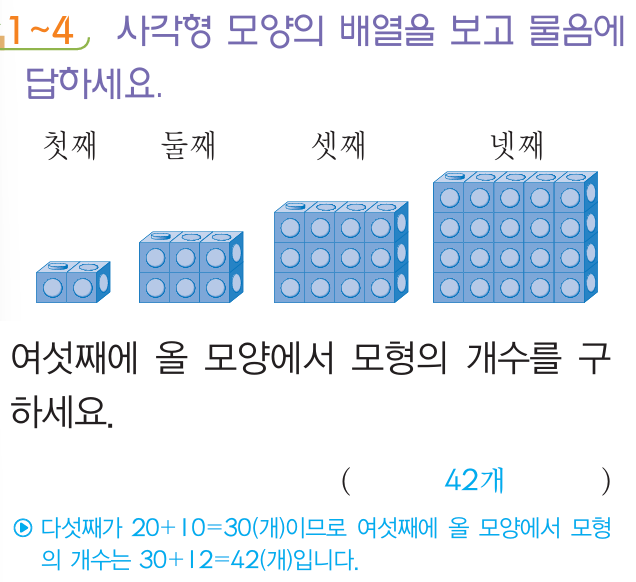 1~4 사각형 모양의 배열을 보고 물음에
답하세요.
첫째 둘째 셋째 넷째
여섯째에 올 모양에서 모형의 개수를 구
하세요.
( 42개 )
다섯째가 20+10=30(개)이므로 여섯째에 올 모양에서 모형
의 개수는 30+12=42(개)입니다.